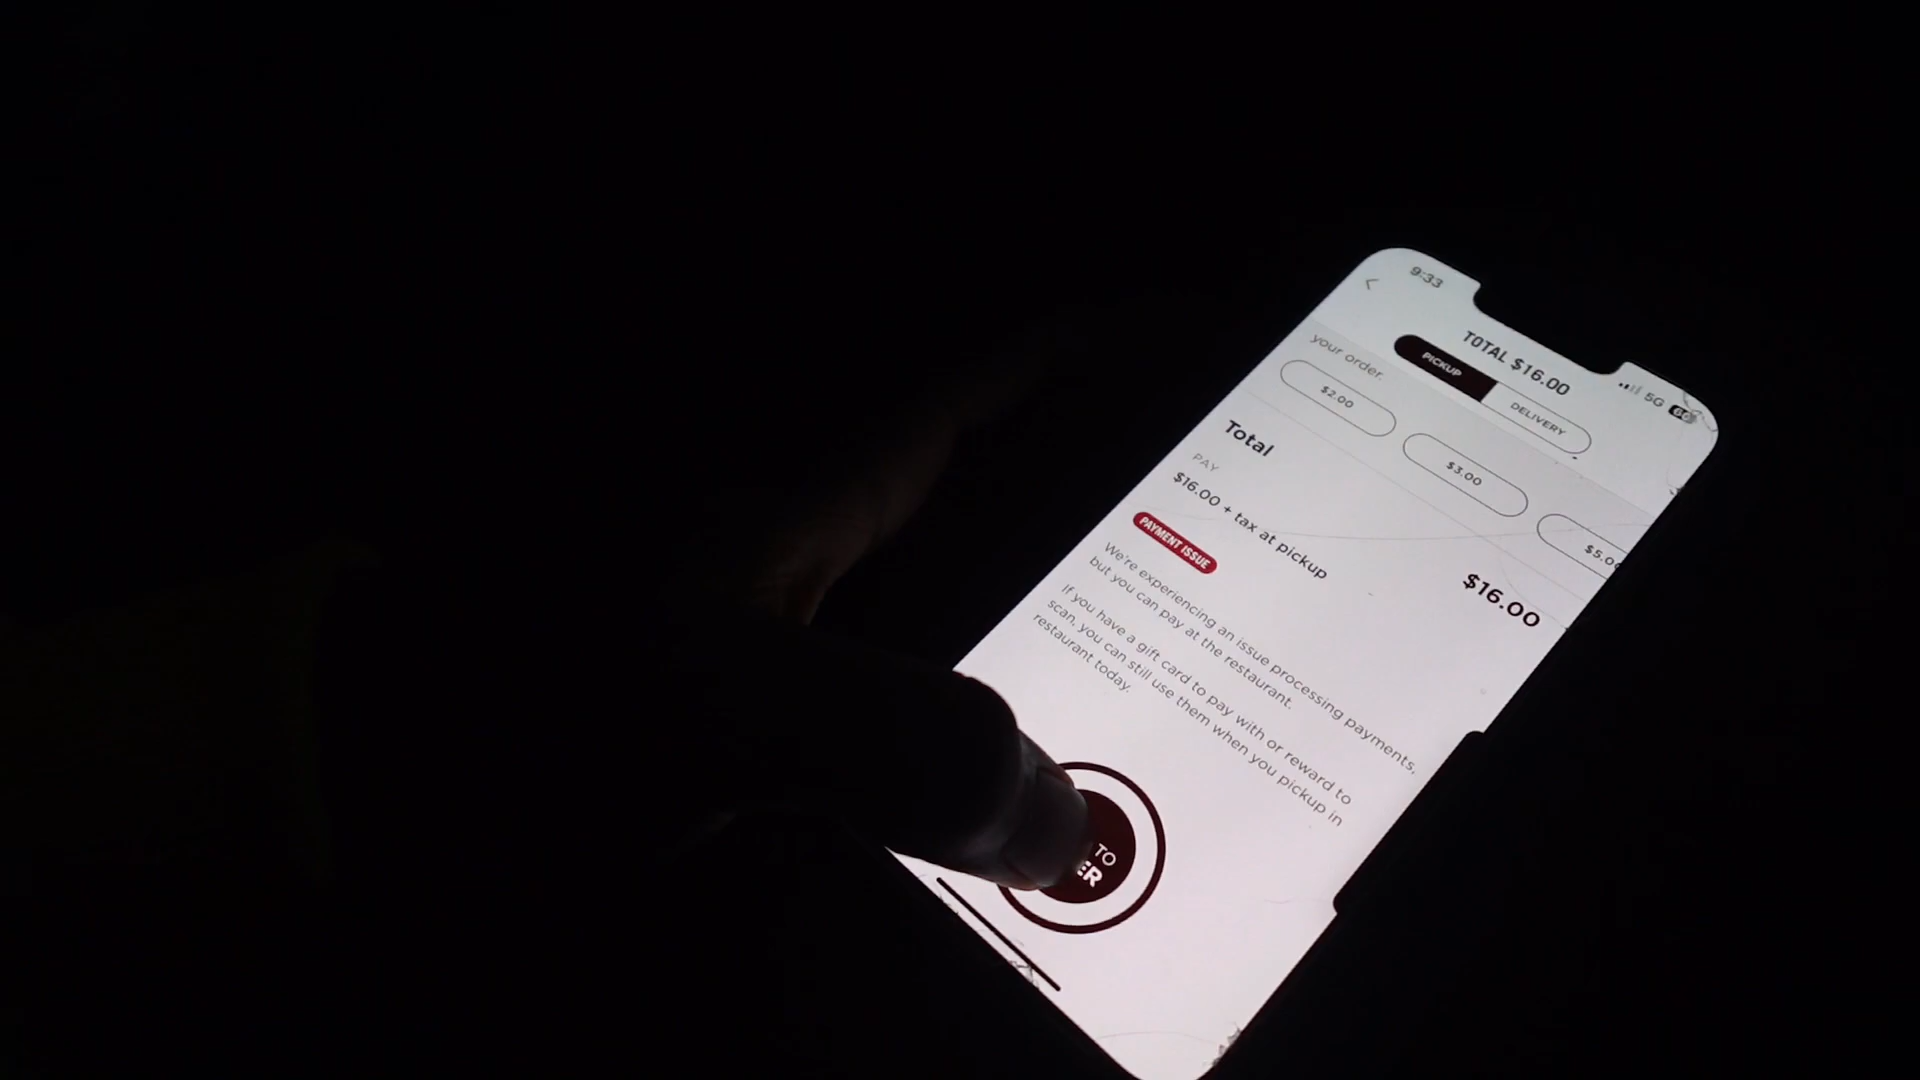 9:33
5G 66
TOTAL $16.00
PICKUP DELIVERY
your order.
$2.00 $3.00
Total
PAY
$16.00 + tax at pickup $16.00
PAYMENT ISSUE
We're experiencing an issue processing payments,
but you can pay at the restaurant.
If you have a gift card to pay with or reward to
scan, you can still use them when you pickup in
restaurant today.
TO